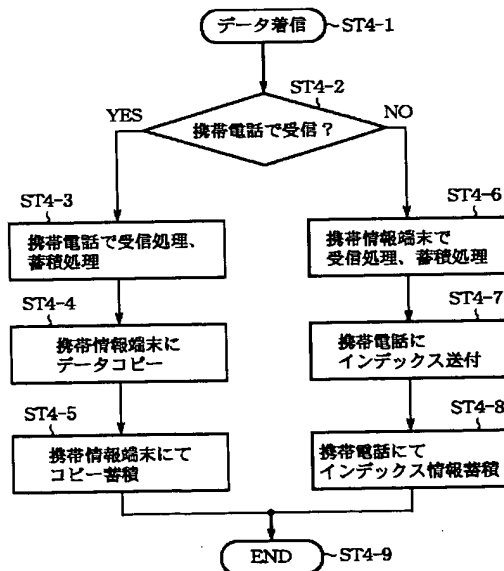 データ着信
ST4-1
ST4-2
YES
携帯電話で受信？
NO
ST4-3
携帯電話で受信処理、
蓄積処理
ST4-4
携帯情報端末に
データコピー
ST4-5
携帯情報端末にて
コピー蓄積
ST4-6
携帯情報端末で
受信処理、蓄積処理
ST4-7
携帯電話に
インデックス送付
ST4-8
携帯電話にて
インデックス情報蓄積
END
ST4-9